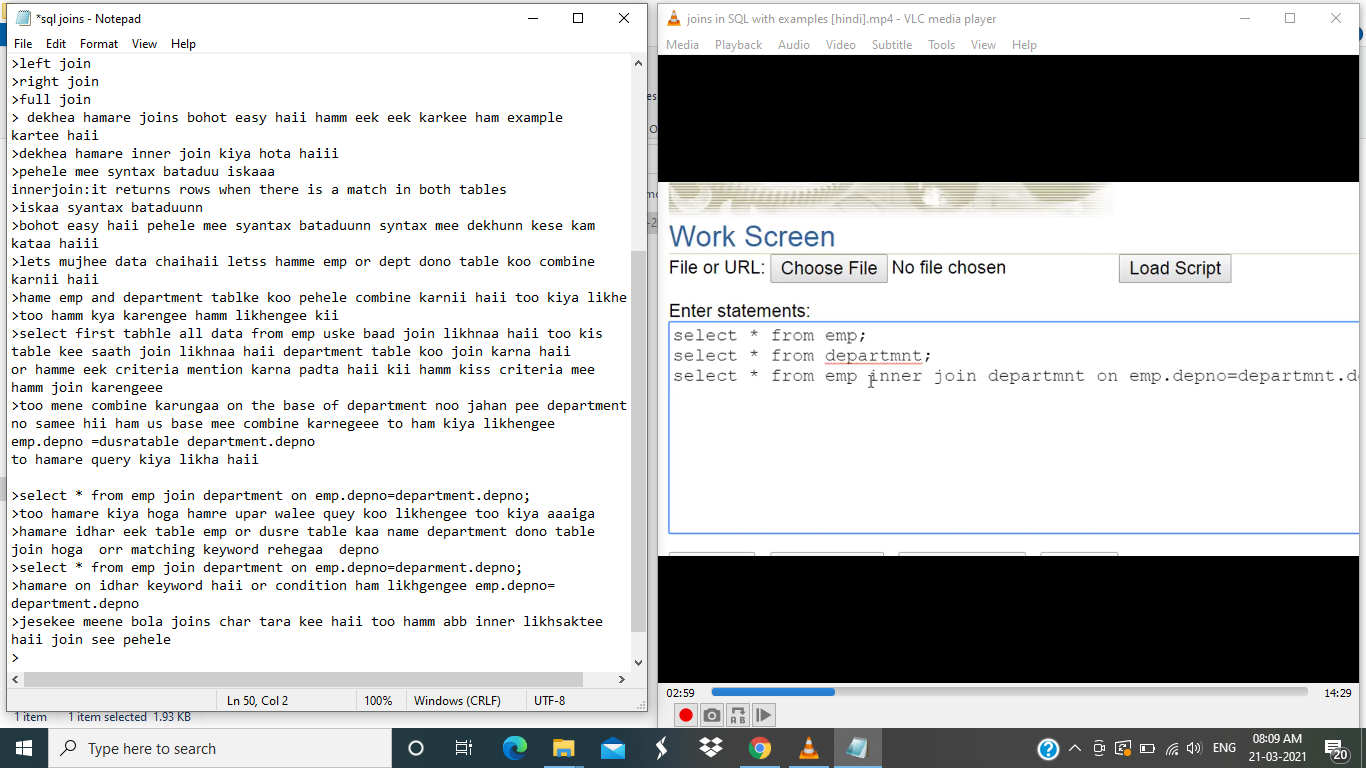 *sql joins - Notepad
File Edit Format View Help
>left join
>right join
>full join
> dekhea hamare joins bohot easy haii hamm eek eek karkee ham example
kartee haii
>dekhea hamare inner join kiya hota haiii
>pehele mee syntax bataduu iskaaa
innerjoin:it returns rows when there is a match in both tables
>iskaa syantax bataduunn
>bohot easy haii pehele mee syantax bataduunn syntax mee dekhunn kese kam
kataa haiii
>lets mujhee data chaihaii letss hamme emp or dept dono table koo combine
karnii haii
>hame emp and department tablke koo pehele combine karnii haii too kiya likhe
>too hamm kya karengee hamm likhengee kii
>select first tabhle all data from emp uske baad join likhnaa haii too kis
table kee saath join likhnaa haii department table koo join karna haii
or hamme eek criteria mention karna padta haii kii hamm kiss criteria mee
hamm join karengeee
>too mene combine karungaa on the base of department noo jahan pee department
no samee hii ham us base mee combine karnegeee to ham kiya likhengee
emp.depno =dusratable department.depno
to hamare query kiya likha haii
>select * from emp join department on emp.depno=department.depno;
>too hamare kiya hoga hamre upar walee quey koo likhengee too kiya aaaiga
>hamare idhar eek table emp or dusre table kaa name department dono table
join hoga  orr matching keyword rehegaa  depno
>select * from emp join department on emp.depno=deparment.depno;
>hamare on idhar keyword haii or condition ham likhgengee emp.depno=
department.depno
>jesekee meene bola joins char tara kee haii too hamm abb inner likhsaktee
haii join see pehele
>
Ln 50, Col 2 100% Windows (CRLF) UTF-8
1 item 1 item selected 1.93 KB
joins in SQL with examples [hindi].mp4 - VLC media player
Media Playback Audio Video Subtitle Tools View Help
Work Screen
File or URL: Choose File No file chosen Load Script
Enter statements:
select * from emp;
select * from departmnt;
select * from emp inner join departmnt on emp.depno=departmnt.de
02:59 14:29
A B
Type here to search
ENG
08:09 AM
21-03-2021
20